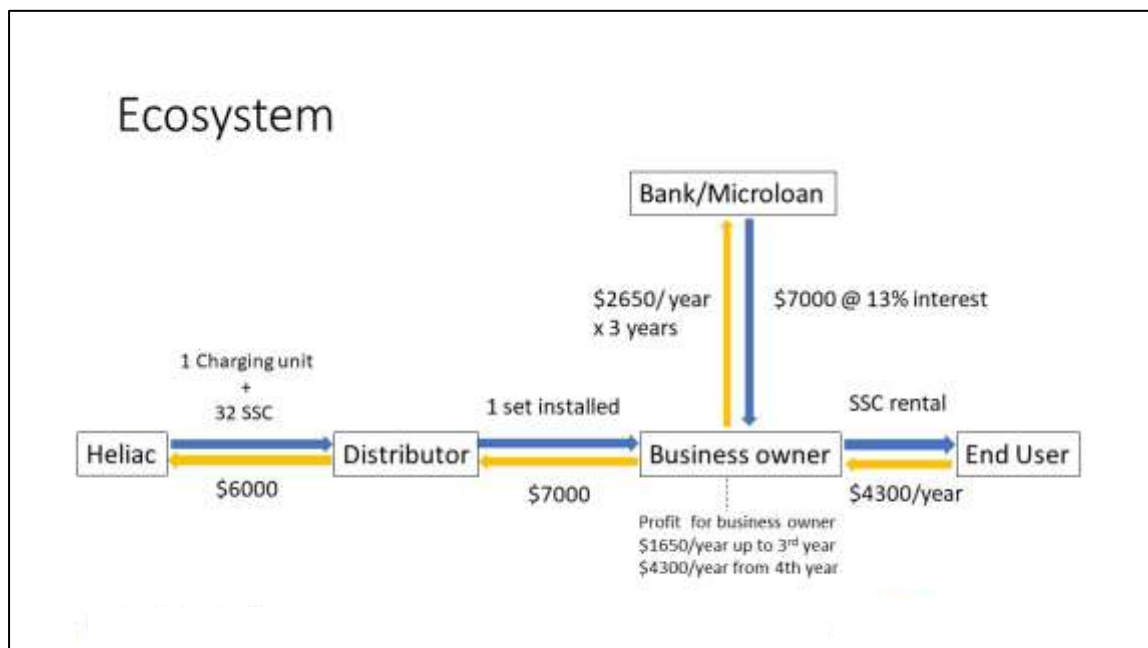 Ecosystem
Bank/Microloan
$2650/ year
x 3 years
$7000 @ 13% interest
1 Charging unit
+
32 SSC
1 set installed
SSC rental
Heliac
Distributor
Business owner
End User
$6000
$7000
$4300/year
Profit for business owner
$1650/year up to 3rd year
$4300/year from 4th year